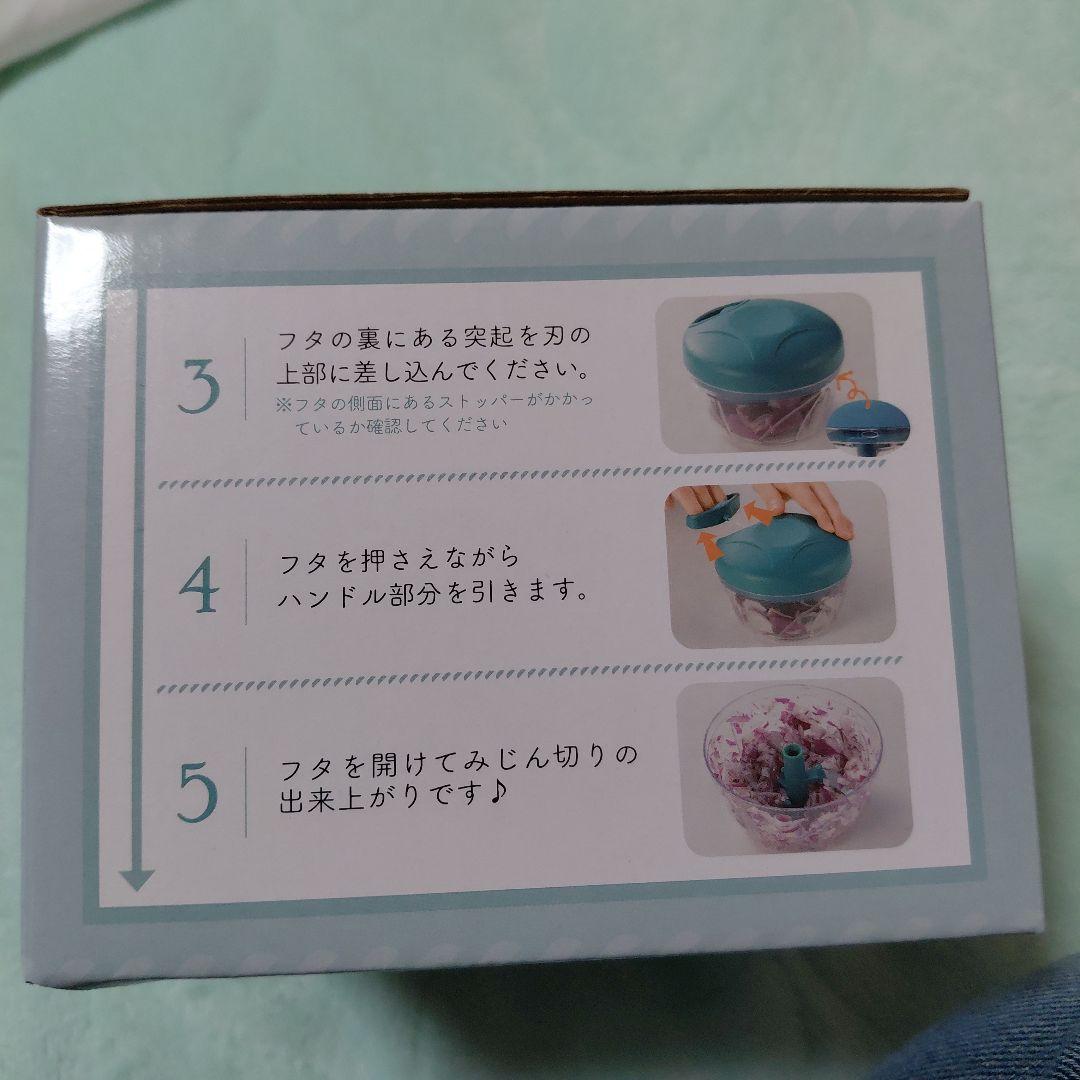 3
フタの裏にある突起を刃の
上部に差し込んでください。
※フタの側面にあるストッパーがかかっ
ているか確認してください
4
フタを押さえながら
ハンドル部分を引きます。
5
フタを開けてみじん切りの
出来上がりです♪